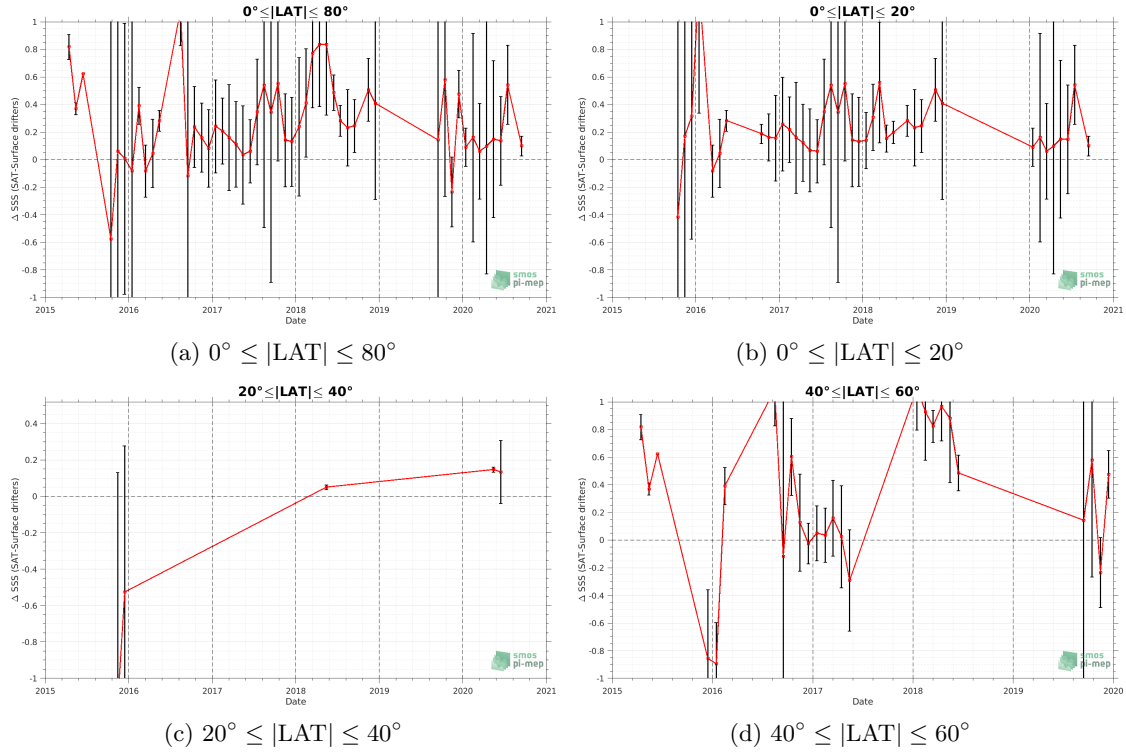 0°≤|LAT|≤ 80°
Δ SSS (SAT-Surface drifters)
1
0.8
0.6
0.4
0.2
0
-0.2
-0.4
-0.6
-0.8
-1
2015 2016 2017 2018 2019 2020 2021
Date
smos
pi-mep
(a) 0° ≤ |LAT| ≤ 80°
0°≤|LAT|≤ 20°
Δ SSS (SAT-Surface drifters)
1
0.8
0.6
0.4
0.2
0
-0.2
-0.4
-0.6
-0.8
-1
2015 2016 2017 2018 2019 2020 2021
Date
smos
pi-mep
(b) 0° ≤ |LAT| ≤ 20°
20°≤|LAT|≤ 40°
Δ SSS (SAT-Surface drifters)
0.4
0.2
0
-0.2
-0.4
-0.6
-0.8
-1
2015 2016 2017 2018 2019 2020 2021
Date
smos
pi-mep
(c) 20° ≤ |LAT| ≤ 40°
40°≤|LAT|≤ 60°
Δ SSS (SAT-Surface drifters)
1
0.8
0.6
0.4
0.2
0
-0.2
-0.4
-0.6
-0.8
-1
2015 2016 2017 2018 2019 2020
Date
smos
pi-mep
(d) 40° ≤ |LAT| ≤ 60°